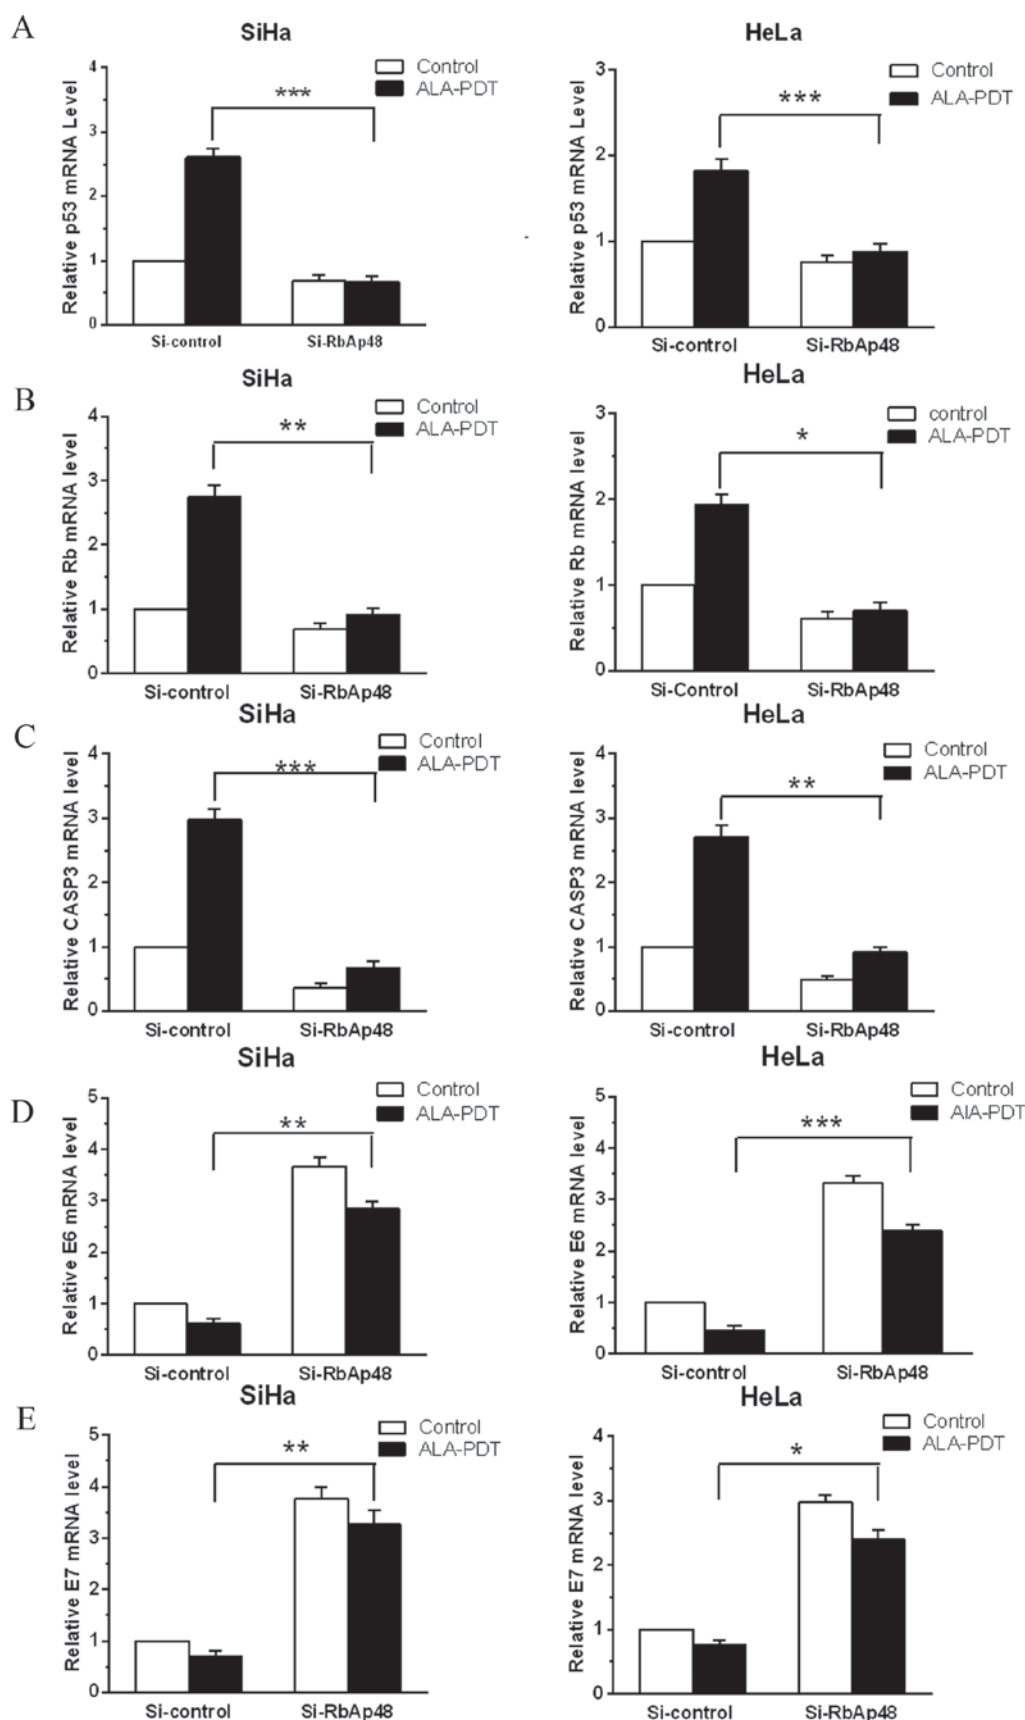 A
SiHa
HeLa
Control
ALA-PDT
***
Relative p53 mRNA Level
4
3
2
1
0
Si-control
Si-RbAp48
Control
ALA-PDT
***
Relative p53 mRNA Level
3
2
1
0
Si-control
Si-RbAp48
B
SiHa
HeLa
Control
ALA-PDT
**
Relative Rb mRNA level
4
3
2
1
0
Si-control
Si-RbAp48
control
ALA-PDT
*
Relative Rb mRNA level
3
2
1
0
Si-Control
Si-RbAp48
C
SiHa
HeLa
Control
ALA-PDT
***
Relative CASP3 mRNA level
4
3
2
1
0
Si-control
Si-RbAp48
Control
ALA-PDT
**
Relative CASP3 mRNA level
4
3
2
1
0
Si-control
Si-RbAp48
D
SiHa
HeLa
Control
ALA-PDT
**
Relative E6 mRNA level
5
4
3
2
1
0
Si-control
Si-RbAp48
Control
AlA-PDT
***
Relative E6 mRNA level
5
4
3
2
1
0
Si-control
Si-RbAp48
E
SiHa
HeLa
Control
ALA-PDT
**
Relative E7 mRNA level
5
4
3
2
1
0
Si-control
Si-RbAp48
Control
ALA-PDT
*
Relative E7 mRNA level
4
3
2
1
0
Si-control
Si-RbAp48